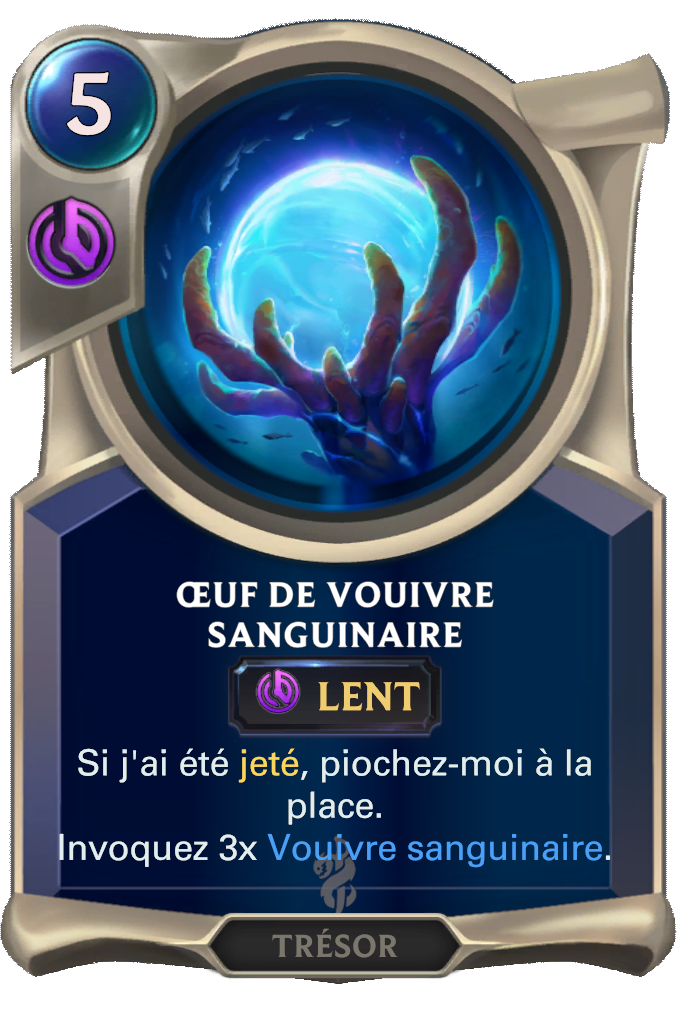 5
ŒUF DE VOUIVRE
SANGUINAIRE
LENT
Si j'ai été jeté, piochez-moi à la
place.
Invoquez 3x Vouivre sanguinaire.
TRÉSOR